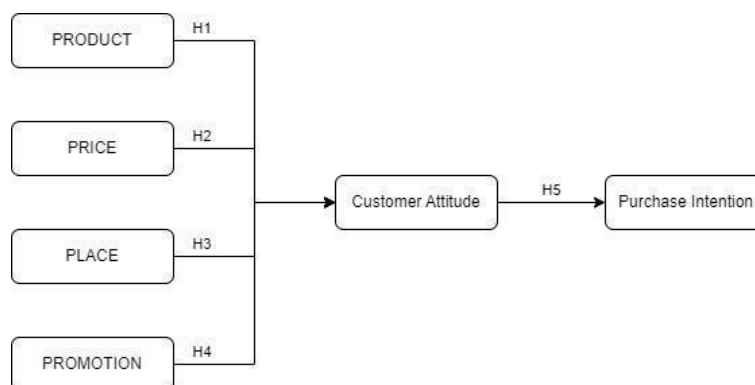 PRODUCT
H1
PRICE
H2
PLACE
H3
PROMOTION
H4
Customer Attitude
H5
Purchase Intention